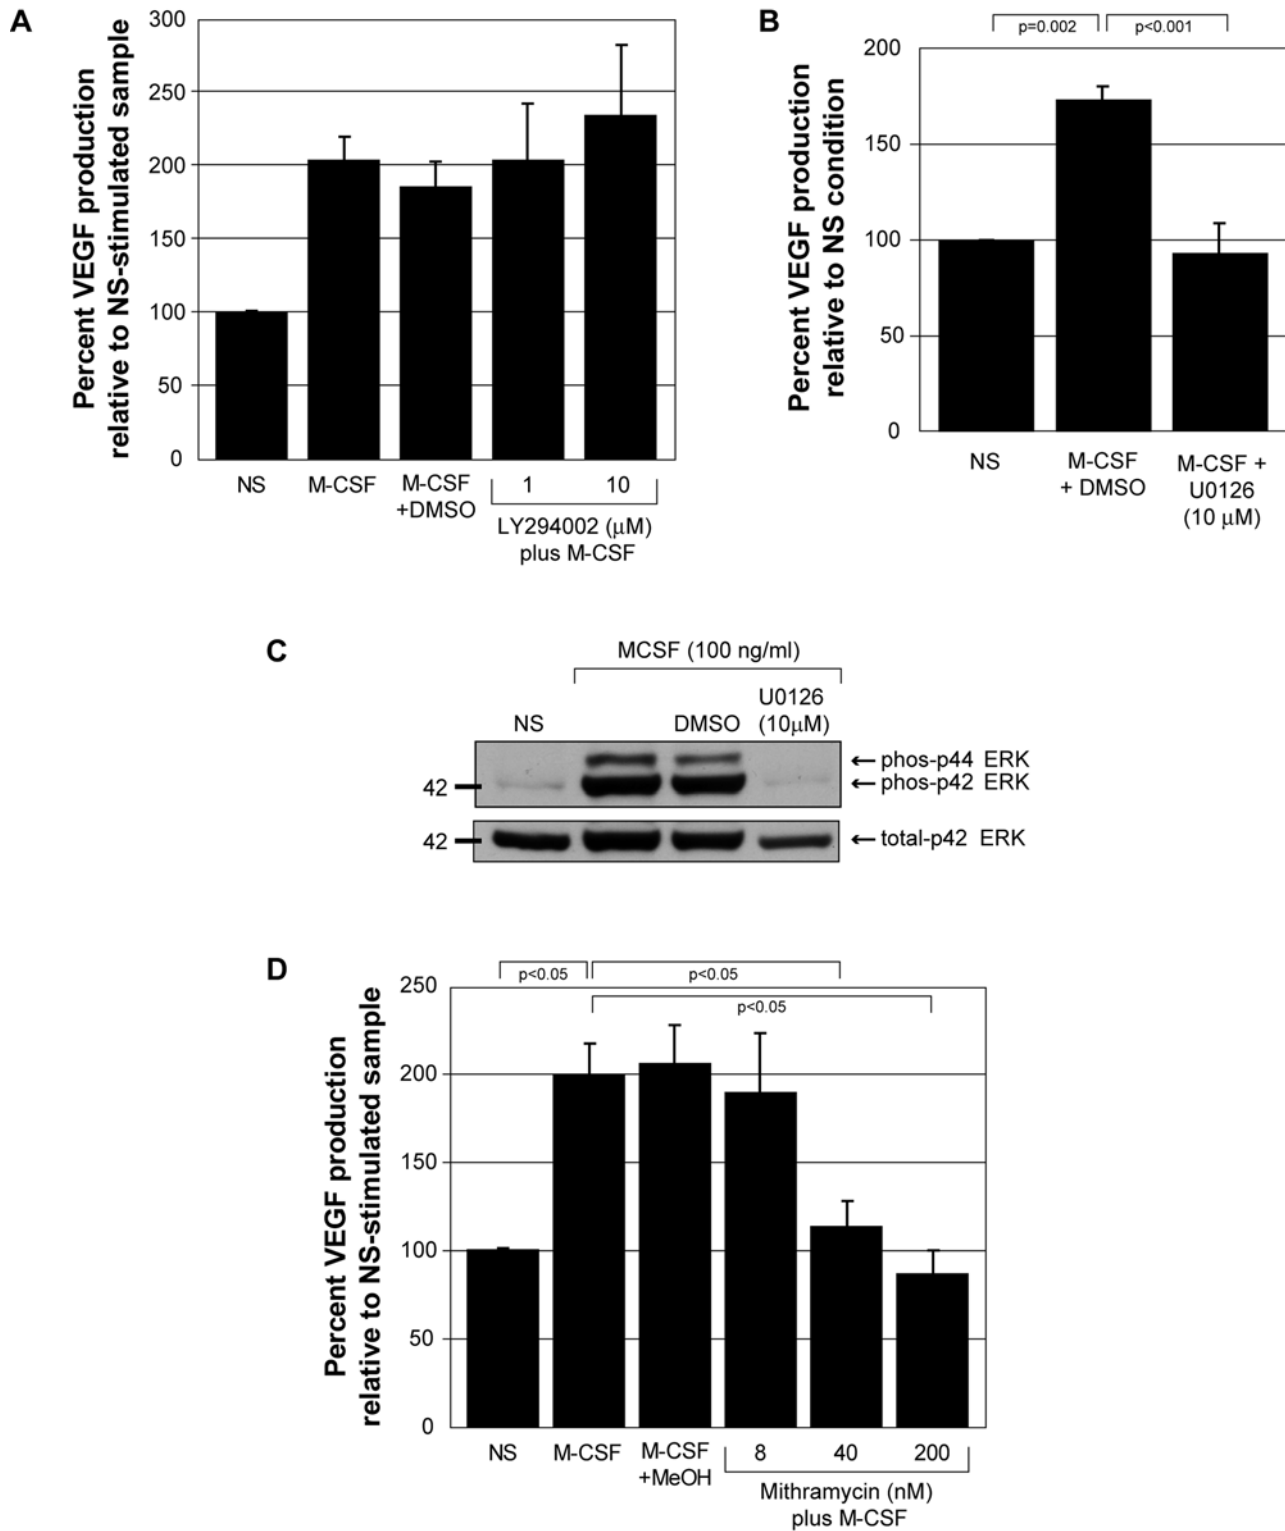 A
Percent VEGF production
relative to NS-stimulated sample
300
250
200
150
100
50
0
NS
M-CSF
M-CSF
+DMSO
1
10
LY294002 (μM)
plus M-CSF
B
p=0.002
p<0.001
Percent VEGF production
relative to NS condition
200
150
100
50
0
NS
M-CSF
+ DMSO
M-CSF +
U0126
(10 μM)
C
MCSF (100 ng/ml)
NS
DMSO
U0126
(10μM)
42
← phos-p44 ERK
← phos-p42 ERK
42
← total-p42 ERK
D
p<0.05
p<0.05
p<0.05
Percent VEGF production
relative to NS-stimulated sample
250
200
150
100
50
0
NS
M-CSF
M-CSF
+MeOH
8
40
200
Mithramycin (nM)
plus M-CSF